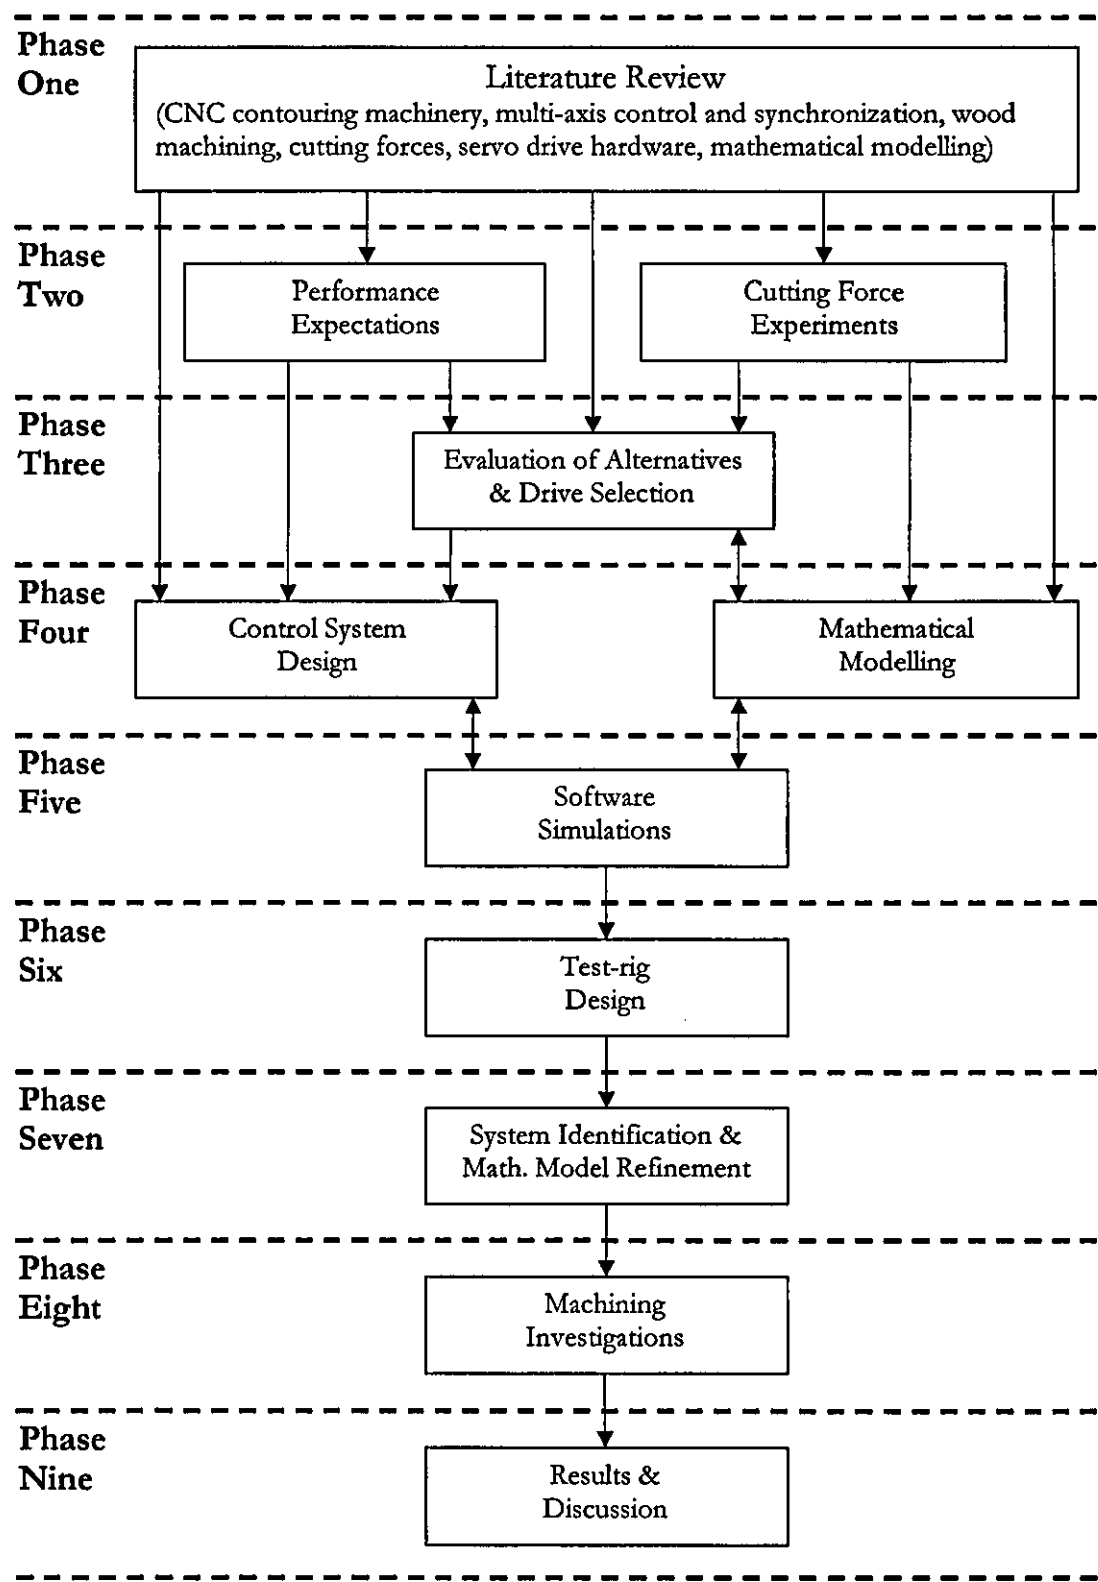 Phase
One
Literature Review
(CNC contouring machinery, multi-axis control and synchronization, wood
machining, cutting forces, servo drive hardware, mathematical modelling)
Phase
Two
Performance
Expectations
Cutting Force
Experiments
Phase
Three
Evaluation of Alternatives
& Drive Selection
Phase
Four
Control System
Design
Mathematical
Modelling
Phase
Five
Software
Simulations
Phase
Six
Test-rig
Design
Phase
Seven
System Identification &
Math. Model Refinement
Phase
Eight
Machining
Investigations
Phase
Nine
Results &
Discussion